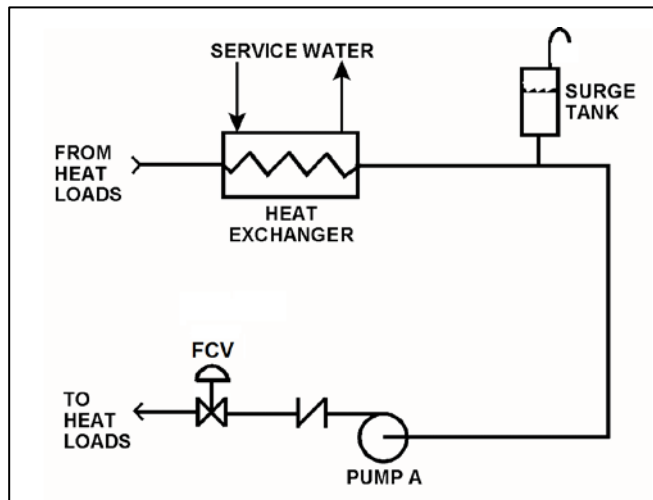 SERVICE WATER
SURGE
TANK
FROM
HEAT
LOADS
HEAT
EXCHANGER
FCV
TO
HEAT
LOADS
PUMP A